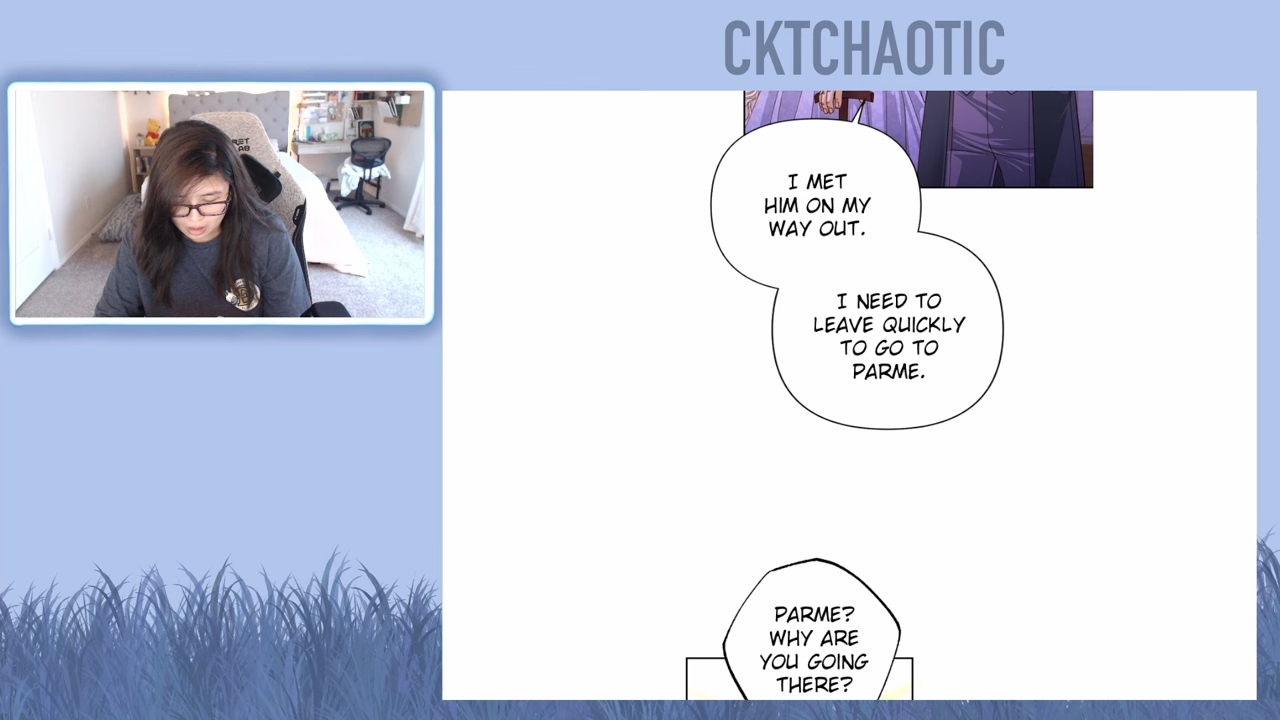 CKTCHAOTIC
I MET
HIM ON MY
WAY OUT.
I NEED TO
LEAVE QUICKLY
TO GO TO
PARME.
PARME?
WHY ARE
YOU GOING
THERE?